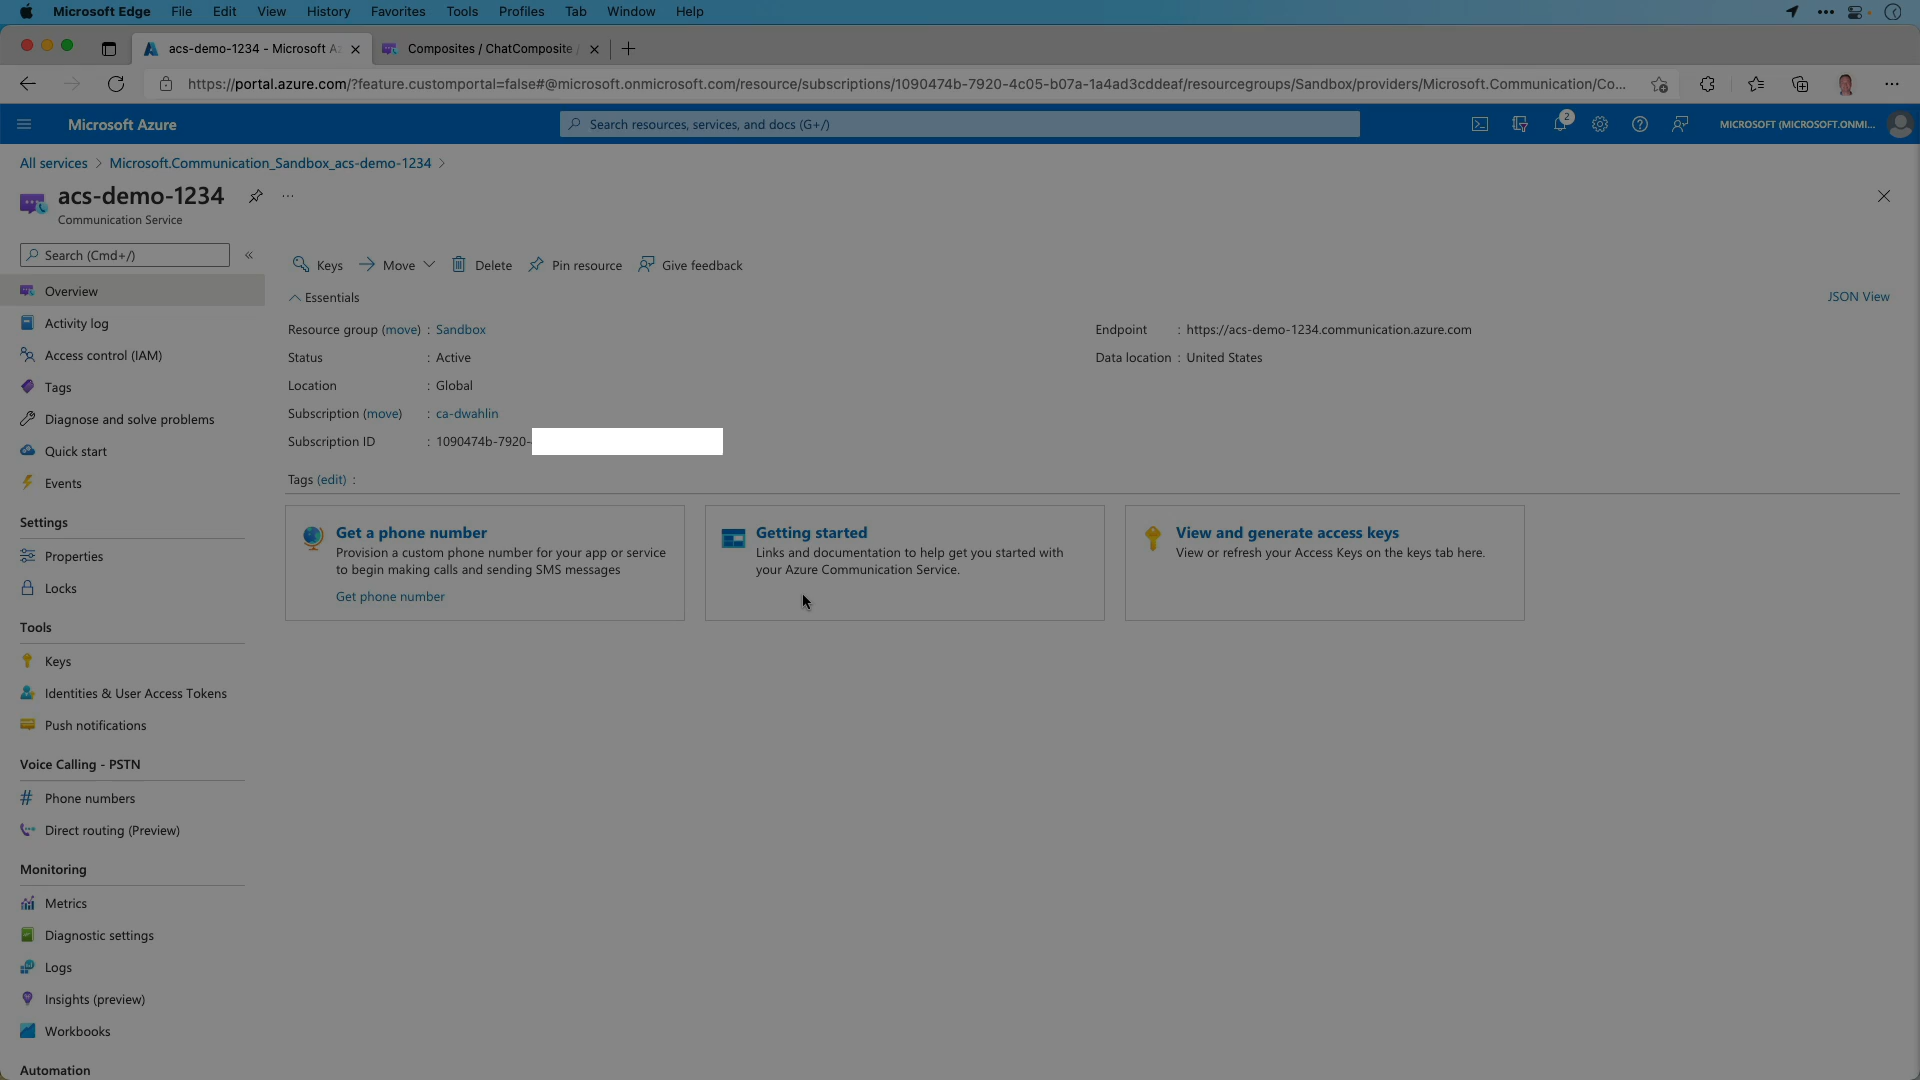 Microsoft Edge File Edit View History Favorites Tools Profiles Tab Window Help
acs-demo-1234 - Microsoft Az
Composites / ChatComposite /
https://portal.azure.com/?feature.customportal=false#@microsoft.onmicrosoft.com/resource/subscriptions/1090474b-7920-4c05-b07a-1a4ad3cddeaf/resourcegroups/Sandbox/providers/Microsoft.Communication/Co...
Microsoft Azure
Search resources, services, and docs (G+/)
2
MICROSOFT (MICROSOFT.ONMI...
All services > Microsoft.Communication_Sandbox_acs-demo-1234 >
acs-demo-1234
...
Communication Service
Search (Cmd+/)
«
Overview
Activity log
Access control (IAM)
Tags
Diagnose and solve problems
Quick start
Events
Settings
Properties
Locks
Tools
Keys
Identities & User Access Tokens
Push notifications
Voice Calling - PSTN
Phone numbers
Direct routing (Preview)
Monitoring
Metrics
Diagnostic settings
Logs
Insights (preview)
Workbooks
Automation
Keys Move Delete Pin resource Give feedback
Essentials
JSON View
Resource group (move) : Sandbox
Status : Active
Location : Global
Subscription (move) : ca-dwahlin
Subscription ID : 1090474b-7920-
Endpoint : https://acs-demo-1234.communication.azure.com
Data location : United States
Tags (edit) :
Get a phone number
Provision a custom phone number for your app or service
to begin making calls and sending SMS messages
Get phone number
Getting started
Links and documentation to help get you started with
your Azure Communication Service.
View and generate access keys
View or refresh your Access Keys on the keys tab here.